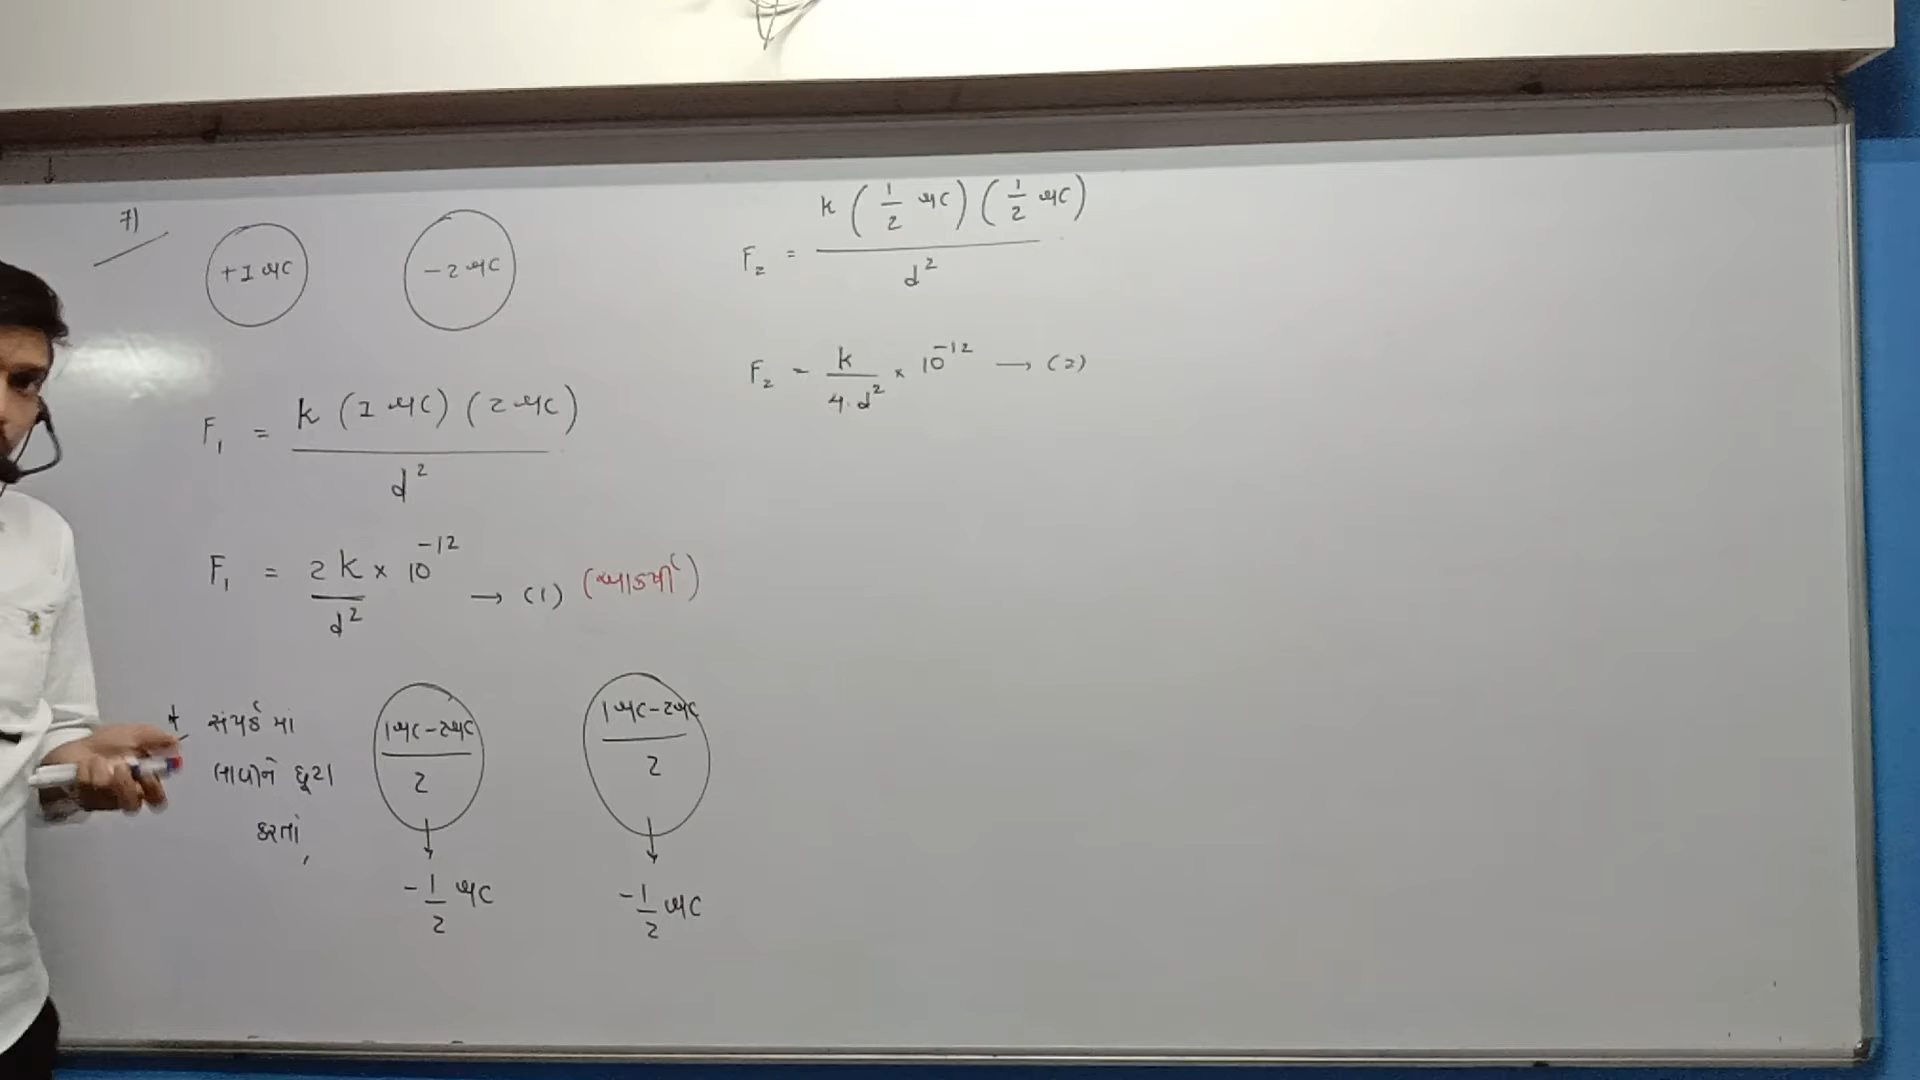 7)
+1 μC
-2 μC
F₁ = k (1 μC) (2 μC) / d²
F₁ = 2k / d² × 10⁻¹² → (1) (આકર્ષી)
* સંપર્ક માં
લાવીને છૂટા
કરતાં,
1μC-2μC / 2
1μC-2μC / 2
-1/2 μC
-1/2 μC
F₂ = k (1/2 μC) (1/2 μC) / d²
F₂ = k / 4·d² × 10⁻¹² → (2)